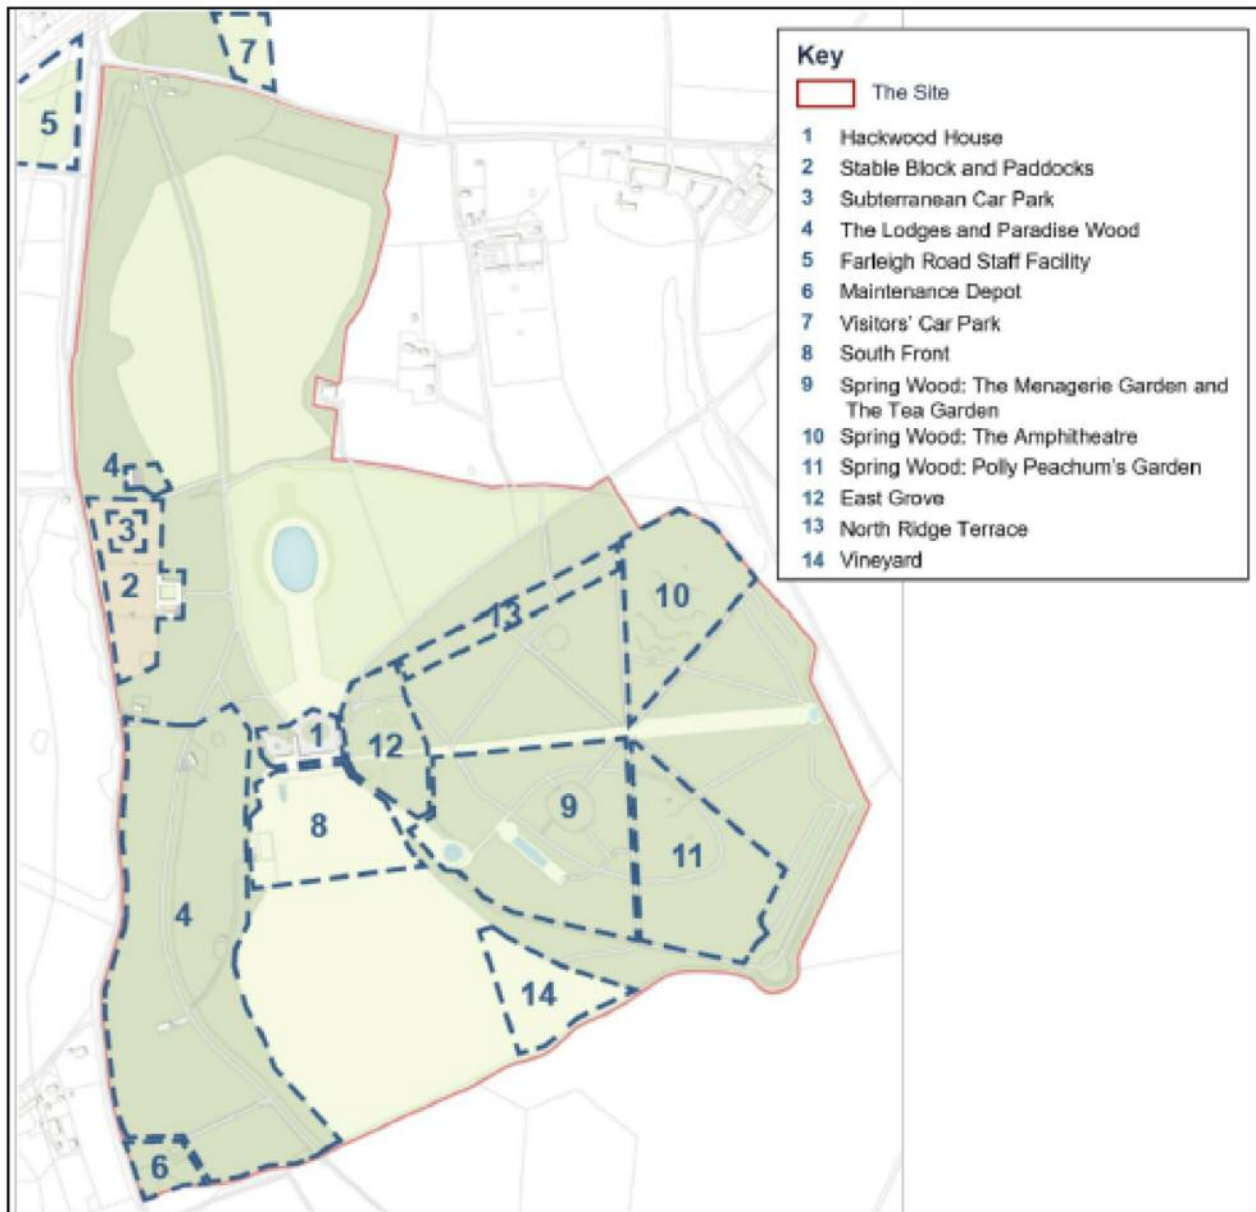 7
5
Key
The Site
1 Hackwood House
2 Stable Block and Paddocks
3 Subterranean Car Park
4 The Lodges and Paradise Wood
5 Farleigh Road Staff Facility
6 Maintenance Depot
7 Visitors' Car Park
8 South Front
9 Spring Wood: The Menagerie Garden and
The Tea Garden
10 Spring Wood: The Amphitheatre
11 Spring Wood: Polly Peachum's Garden
12 East Grove
13 North Ridge Terrace
14 Vineyard
4
3
2
10
13
1
12
9
8
11
4
14
6